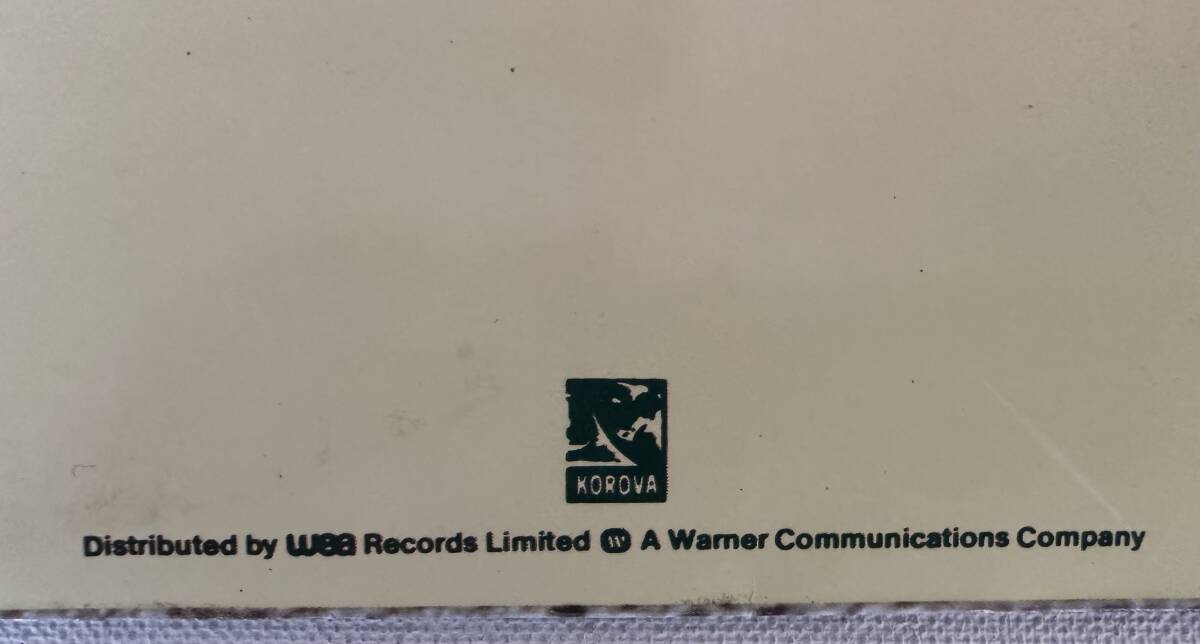 KOROVA
Distributed by wea Records Limited A Warner Communications Company